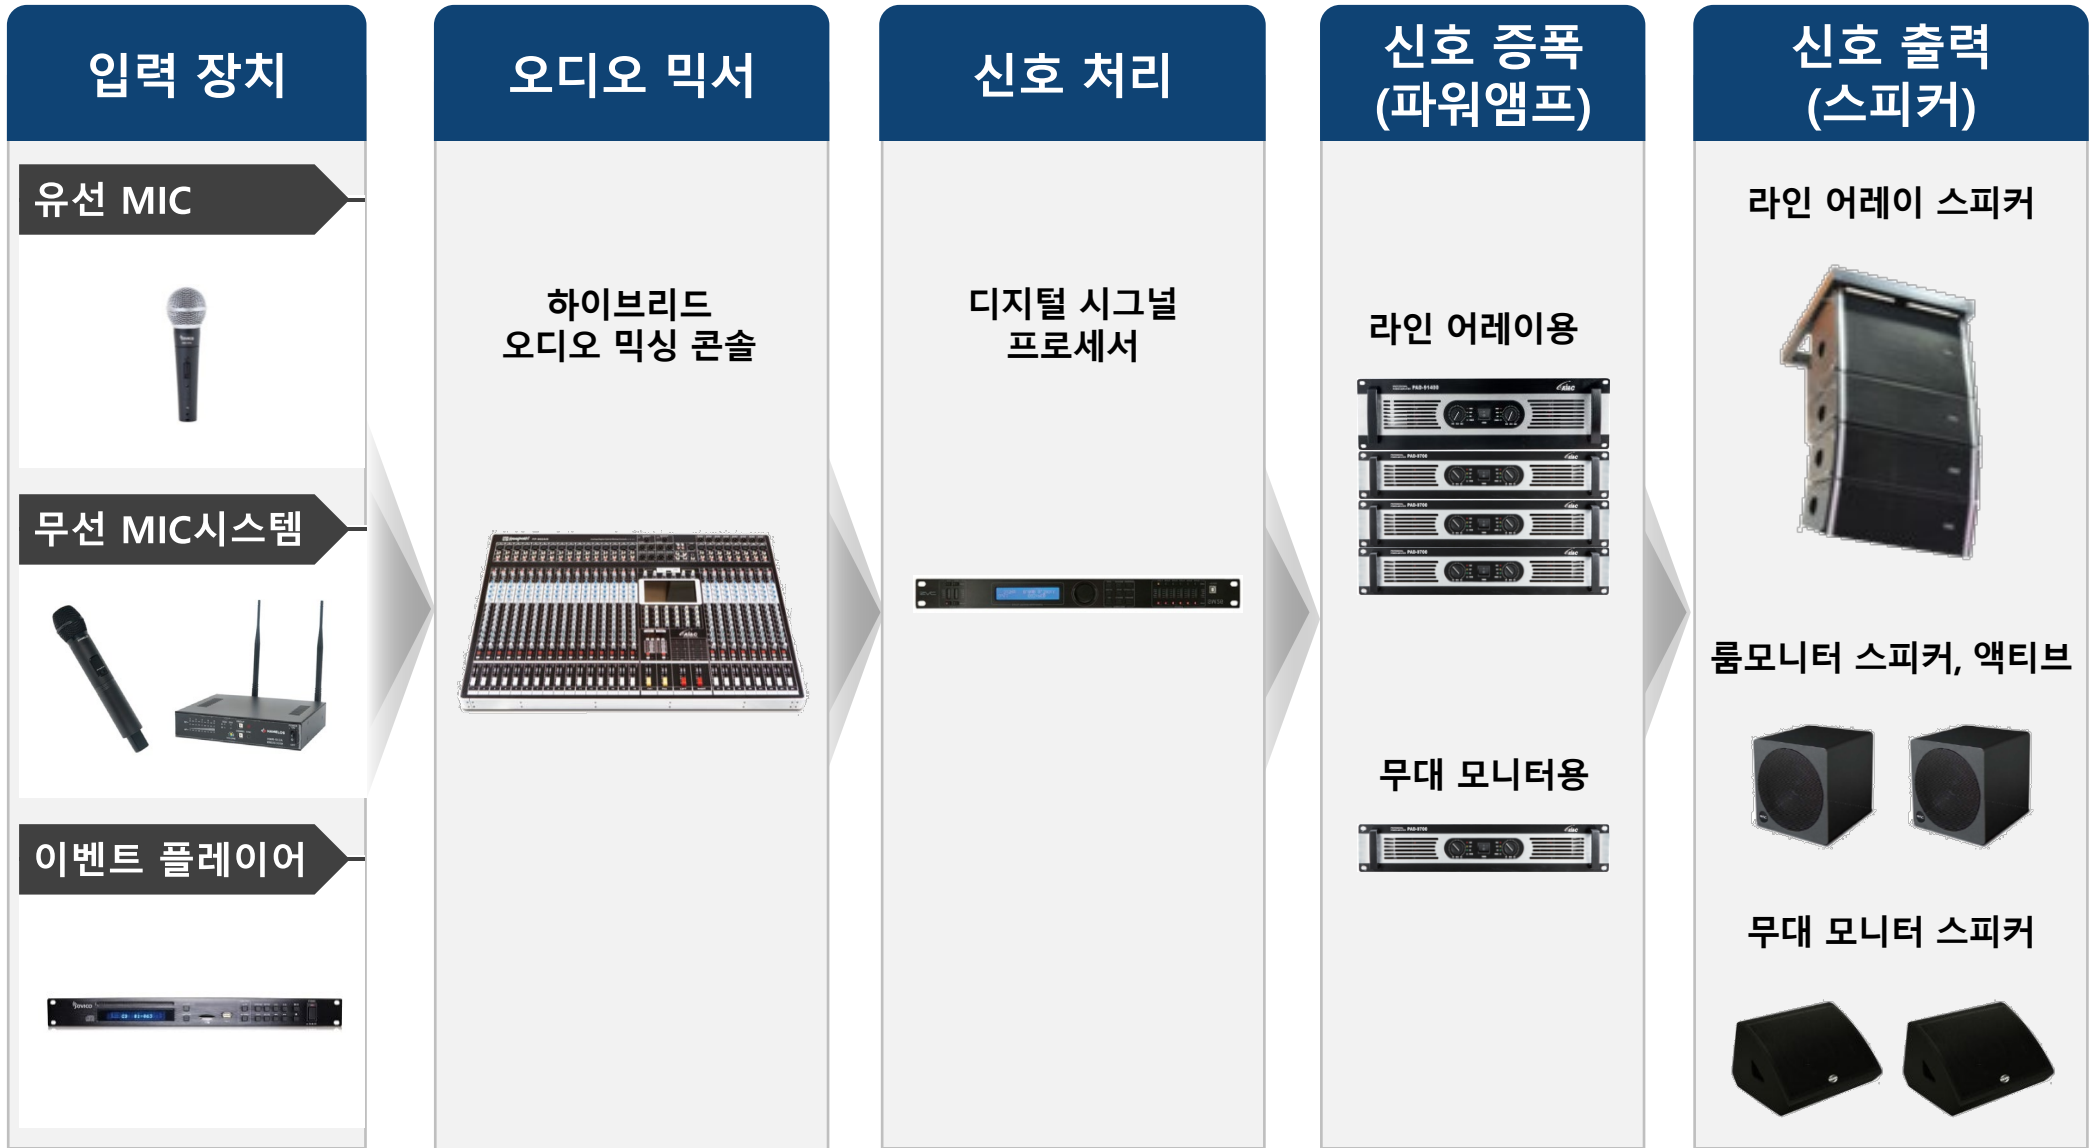 입력 장치
유선 MIC
무선 MIC시스템
이벤트 플레이어
JOVICO
오디오 믹서
하이브리드
오디오 믹싱 콘솔
신호 처리
디지털 시그널
프로세서
신호 증폭
(파워앰프)
라인 어레이용
무대 모니터용
신호 출력
(스피커)
라인 어레이 스피커
룸모니터 스피커, 액티브
무대 모니터 스피커